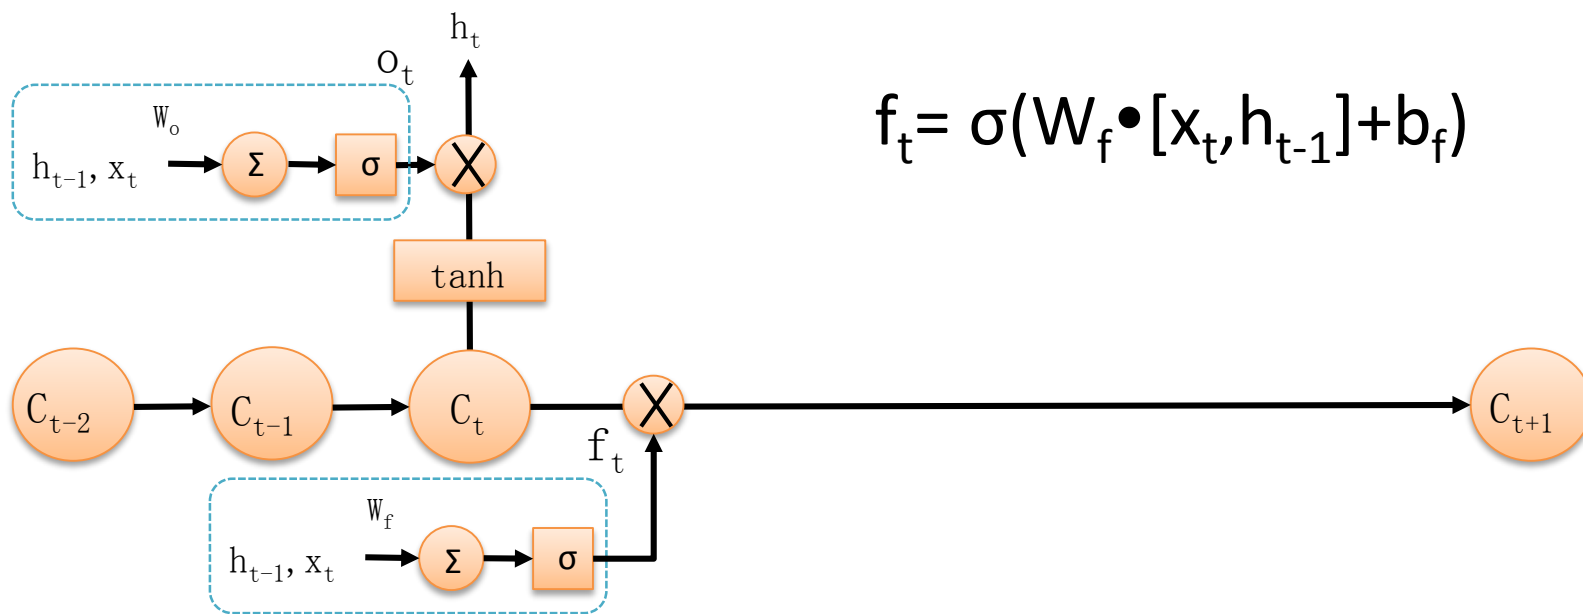 h_t
o_t
f_t= σ(W_f•[x_t,h_{t-1}]+b_f)
W_o
h_{t-1}, x_t
Σ
σ
tanh
C_{t-2}
C_{t-1}
C_t
C_{t+1}
f_t
W_f
h_{t-1}, x_t
Σ
σ